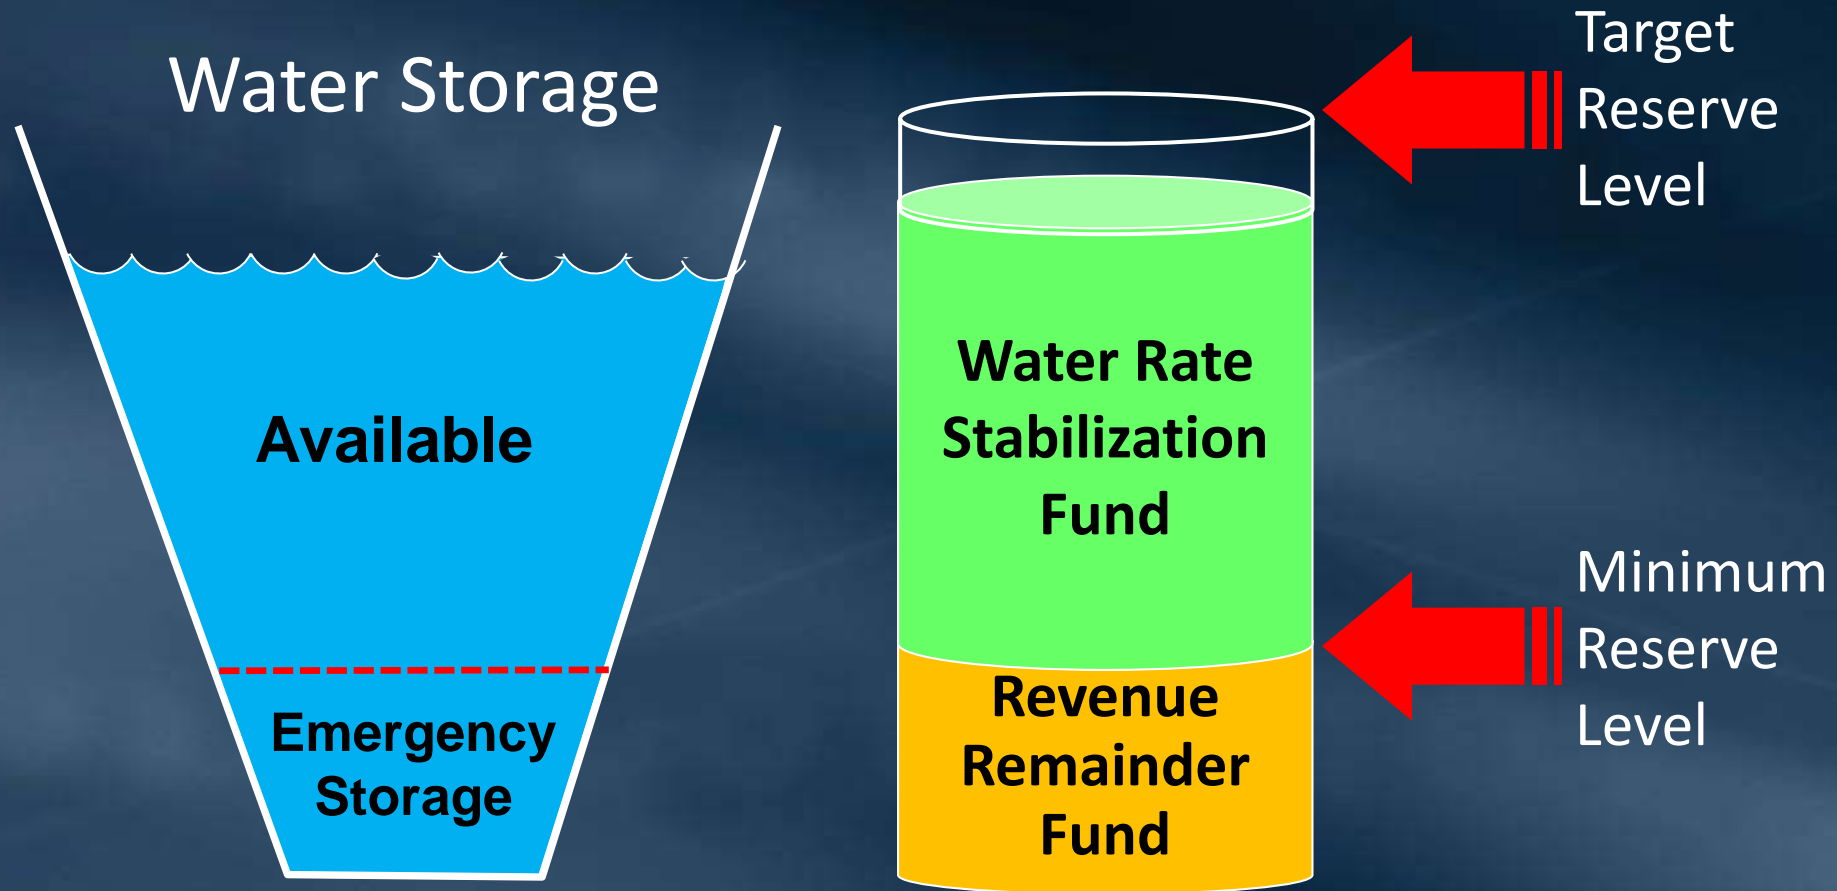 Water Storage
Available
Emergency
Storage
Water Rate
Stabilization
Fund
Revenue
Remainder
Fund
Target
Reserve
Level
Minimum
Reserve
Level